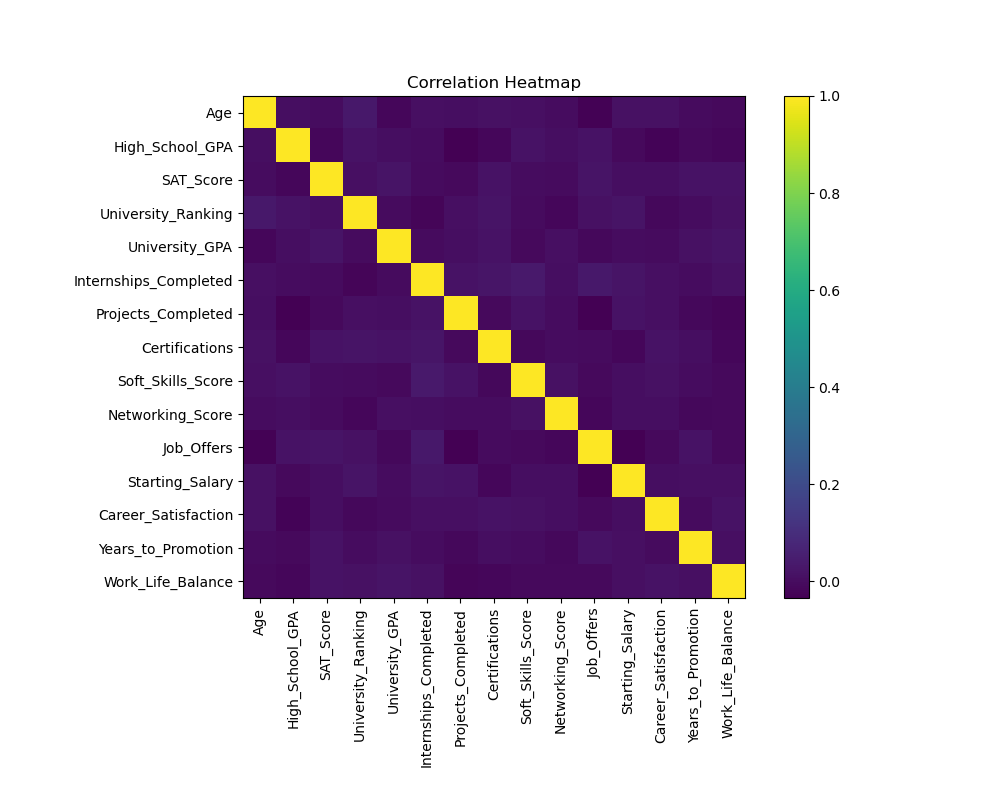 Correlation Heatmap
Age
High_School_GPA
SAT_Score
University_Ranking
University_GPA
Internships_Completed
Projects_Completed
Certifications
Soft_Skills_Score
Networking_Score
Job_Offers
Starting_Salary
Career_Satisfaction
Years_to_Promotion
Work_Life_Balance
Age
High_School_GPA
SAT_Score
University_Ranking
University_GPA
Internships_Completed
Projects_Completed
Certifications
Soft_Skills_Score
Networking_Score
Job_Offers
Starting_Salary
Career_Satisfaction
Years_to_Promotion
Work_Life_Balance
1.0
0.8
0.6
0.4
0.2
0.0